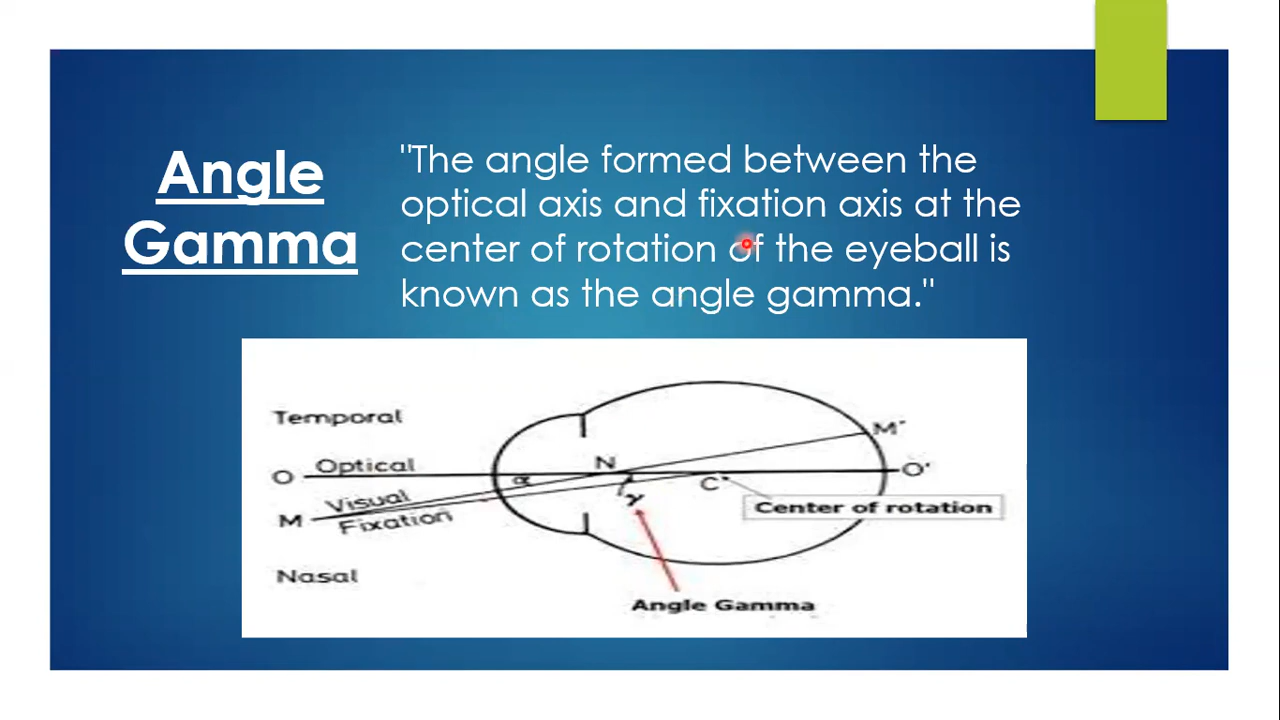 Angle
Gamma
"The angle formed between the
optical axis and fixation axis at the
center of rotation of the eyeball is
known as the angle gamma."
Temporal
O Optical
N
M'
O'
α
C'
γ
M Visual
Fixation
Center of rotation
Nasal
Angle Gamma